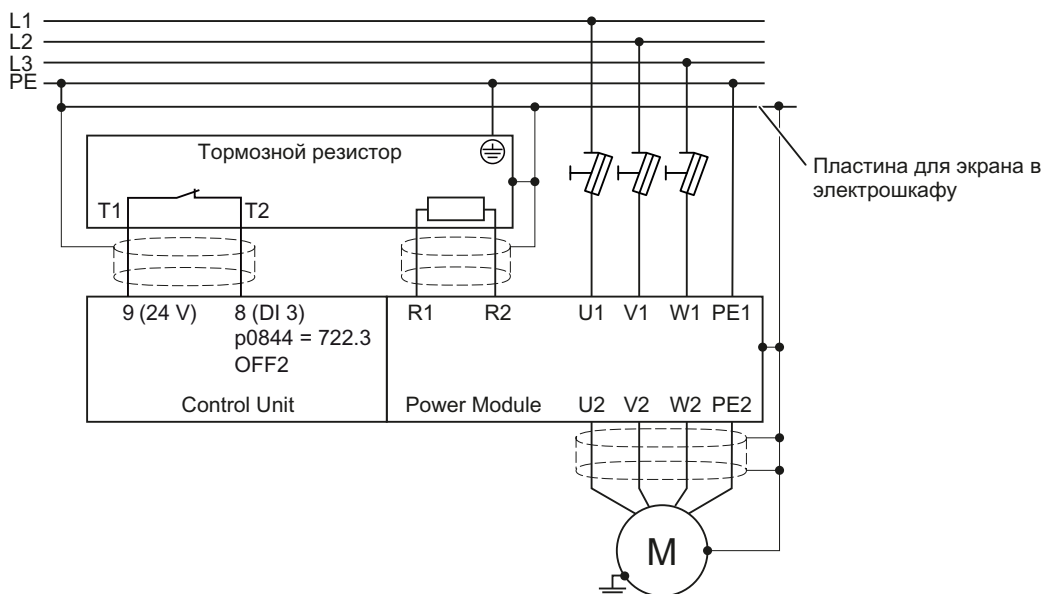 L1
L2
L3
PE
Тормозной резистор
T1
T2
Пластина для экрана в
электрошкафу
9 (24 V)
8 (DI 3)
p0844 = 722.3
OFF2
Control Unit
R1
R2
U1
V1
W1
PE1
Power Module
U2
V2
W2
PE2
M